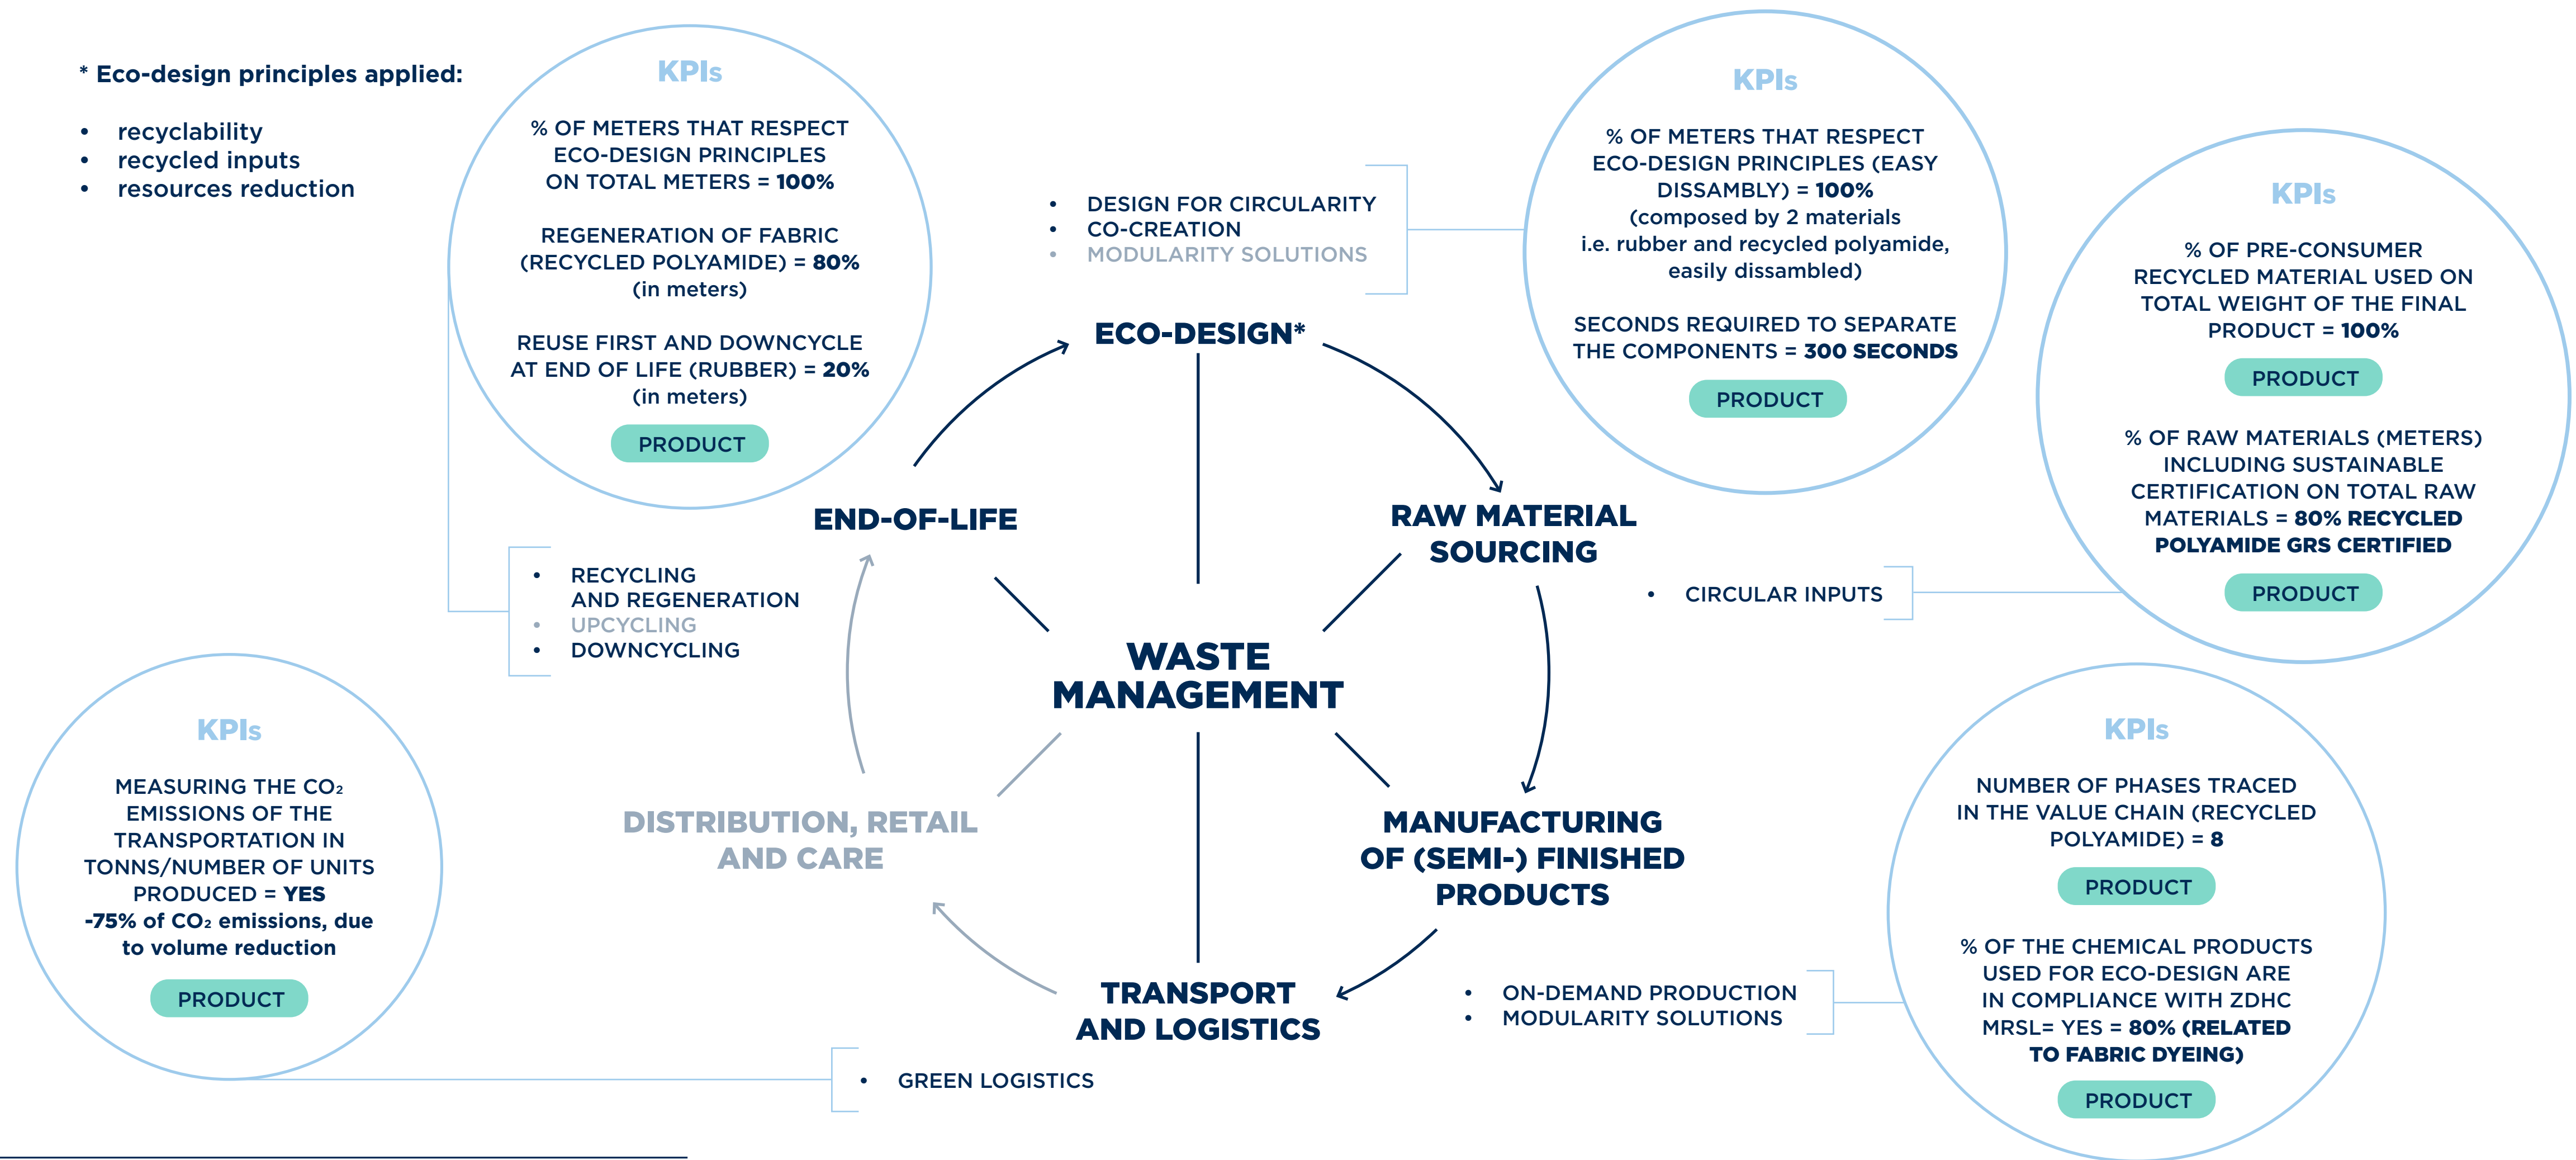 * Eco-design principles applied:
• recyclability
• recycled inputs
• resources reduction
KPIs
% OF METERS THAT RESPECT
ECO-DESIGN PRINCIPLES
ON TOTAL METERS = 100%
REGENERATION OF FABRIC
(RECYCLED POLYAMIDE) = 80%
(in meters)
REUSE FIRST AND DOWNCYCLE
AT END OF LIFE (RUBBER) = 20%
(in meters)
PRODUCT
• DESIGN FOR CIRCULARITY
• CO-CREATION
• MODULARITY SOLUTIONS
KPIs
% OF METERS THAT RESPECT
ECO-DESIGN PRINCIPLES (EASY
DISSAMBLY) = 100%
(composed by 2 materials
i.e. rubber and recycled polyamide,
easily dissambled)
SECONDS REQUIRED TO SEPARATE
THE COMPONENTS = 300 SECONDS
PRODUCT
KPIs
% OF PRE-CONSUMER
RECYCLED MATERIAL USED ON
TOTAL WEIGHT OF THE FINAL
PRODUCT = 100%
PRODUCT
% OF RAW MATERIALS (METERS)
INCLUDING SUSTAINABLE
CERTIFICATION ON TOTAL RAW
MATERIALS = 80% RECYCLED
POLYAMIDE GRS CERTIFIED
PRODUCT
ECO-DESIGN*
END-OF-LIFE
RAW MATERIAL
SOURCING
• RECYCLING
AND REGENERATION
• UPCYCLING
• DOWNCYCLING
• CIRCULAR INPUTS
WASTE
MANAGEMENT
KPIs
MEASURING THE CO₂
EMISSIONS OF THE
TRANSPORTATION IN
TONNS/NUMBER OF UNITS
PRODUCED = YES
-75% of CO₂ emissions, due
to volume reduction
PRODUCT
DISTRIBUTION, RETAIL
AND CARE
MANUFACTURING
OF (SEMI-) FINISHED
PRODUCTS
KPIs
NUMBER OF PHASES TRACED
IN THE VALUE CHAIN (RECYCLED
POLYAMIDE) = 8
PRODUCT
% OF THE CHEMICAL PRODUCTS
USED FOR ECO-DESIGN ARE
IN COMPLIANCE WITH ZDHC
MRSL= YES = 80% (RELATED
TO FABRIC DYEING)
PRODUCT
TRANSPORT
AND LOGISTICS
• ON-DEMAND PRODUCTION
• MODULARITY SOLUTIONS
• GREEN LOGISTICS